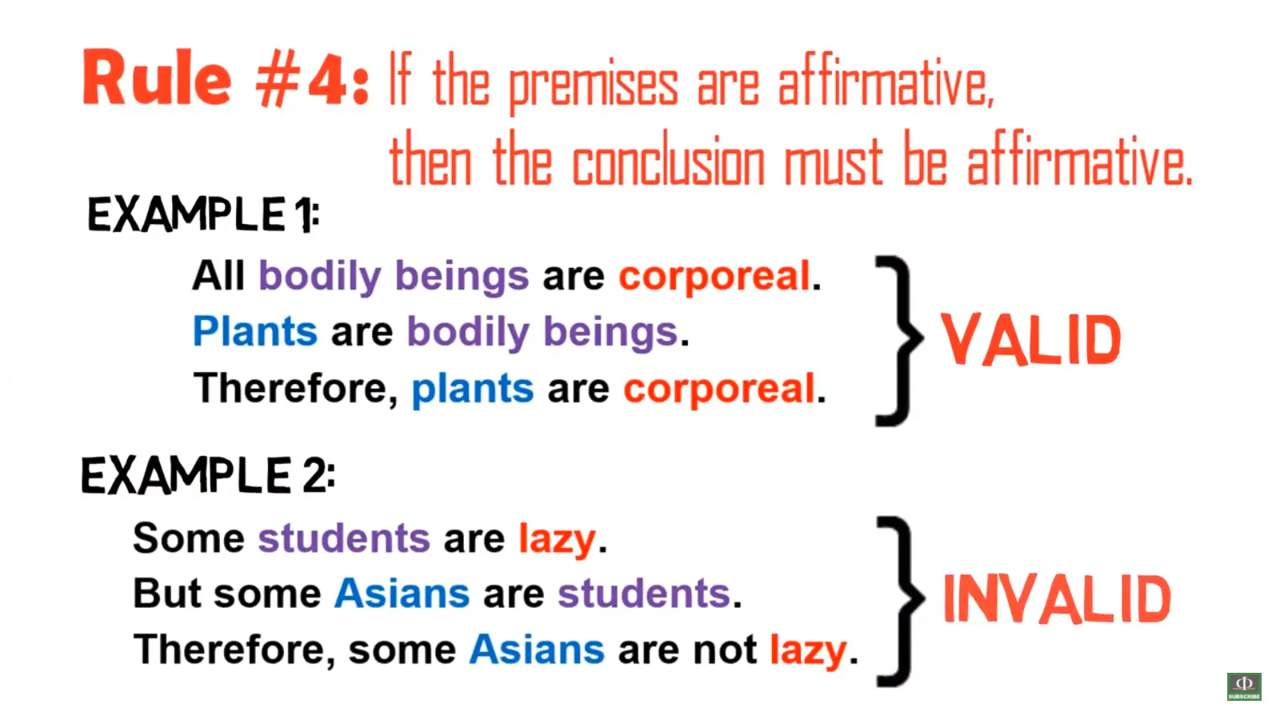 Rule #4: If the premises are affirmative,
then the conclusion must be affirmative.
EXAMPLE 1:
All bodily beings are corporeal.
Plants are bodily beings.
Therefore, plants are corporeal.
VALID
EXAMPLE 2:
Some students are lazy.
But some Asians are students.
Therefore, some Asians are not lazy.
INVALID
SUBSCRIBE